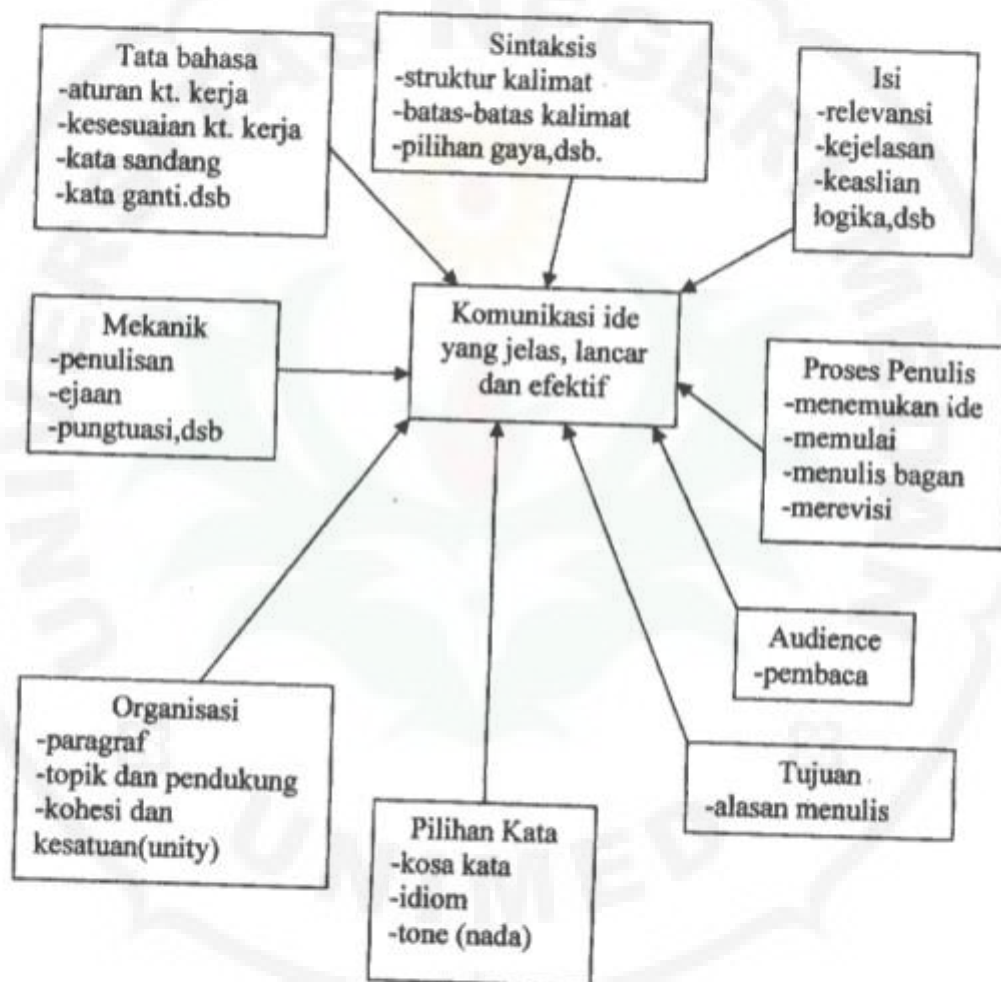 Tata bahasa
-aturan kt. kerja
-kesesuaian kt. kerja
-kata sandang
-kata ganti.dsb
Sintaksis
-struktur kalimat
-batas-batas kalimat
-pilihan gaya,dsb.
Isi
-relevansi
-kejelasan
-keaslian
logika,dsb
Mekanik
-penulisan
-ejaan
-pungtuasi,dsb
Komunikasi ide
yang jelas, lancar
dan efektif
Proses Penulis
-menemukan ide
-memulai
-menulis bagan
-merevisi
Audience
-pembaca
Organisasi
-paragraf
-topik dan pendukung
-kohesi dan
kesatuan(unity)
Pilihan Kata
-kosa kata
-idiom
-tone (nada)
Tujuan
-alasan menulis
UNIMED